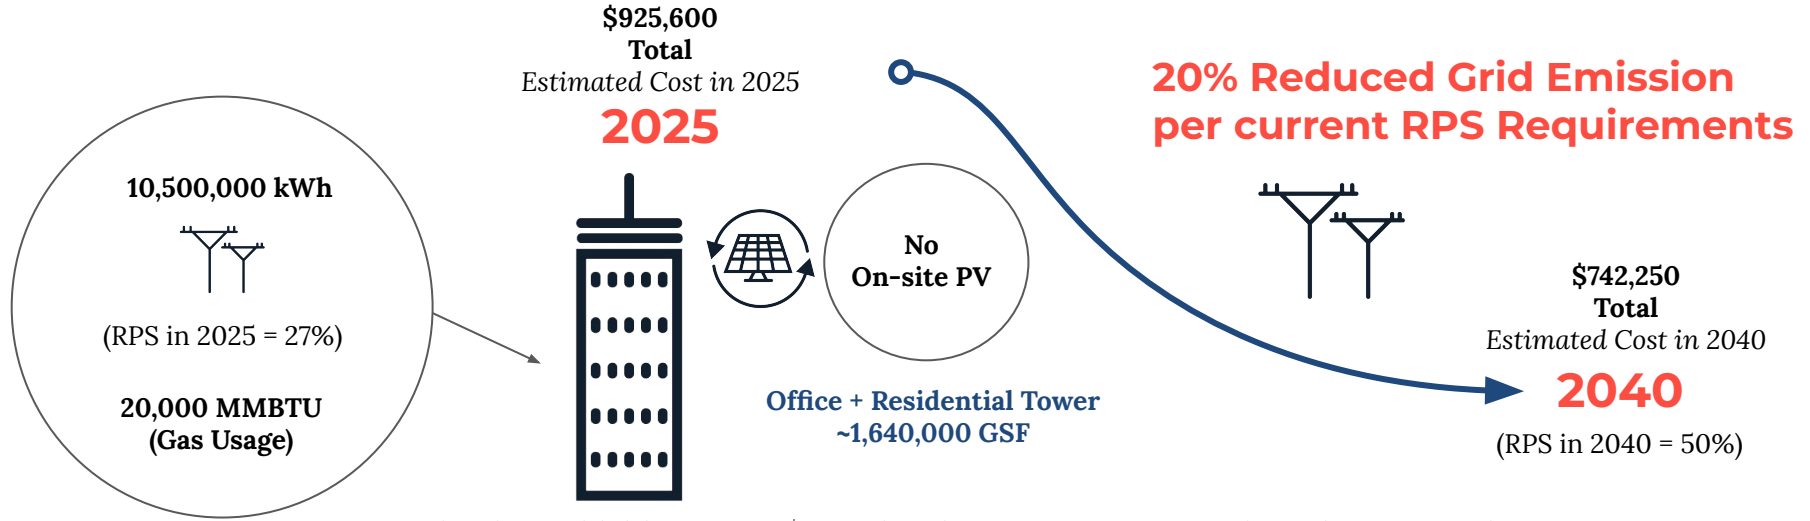 $925,600
Total
Estimated Cost in 2025
2025
20% Reduced Grid Emission
per current RPS Requirements
10,500,000 kWh
(RPS in 2025 = 27%)
20,000 MMBTU
(Gas Usage)
No
On-site PV
Office + Residential Tower
~1,640,000 GSF
$742,250
Total
Estimated Cost in 2040
2040
(RPS in 2040 = 50%)